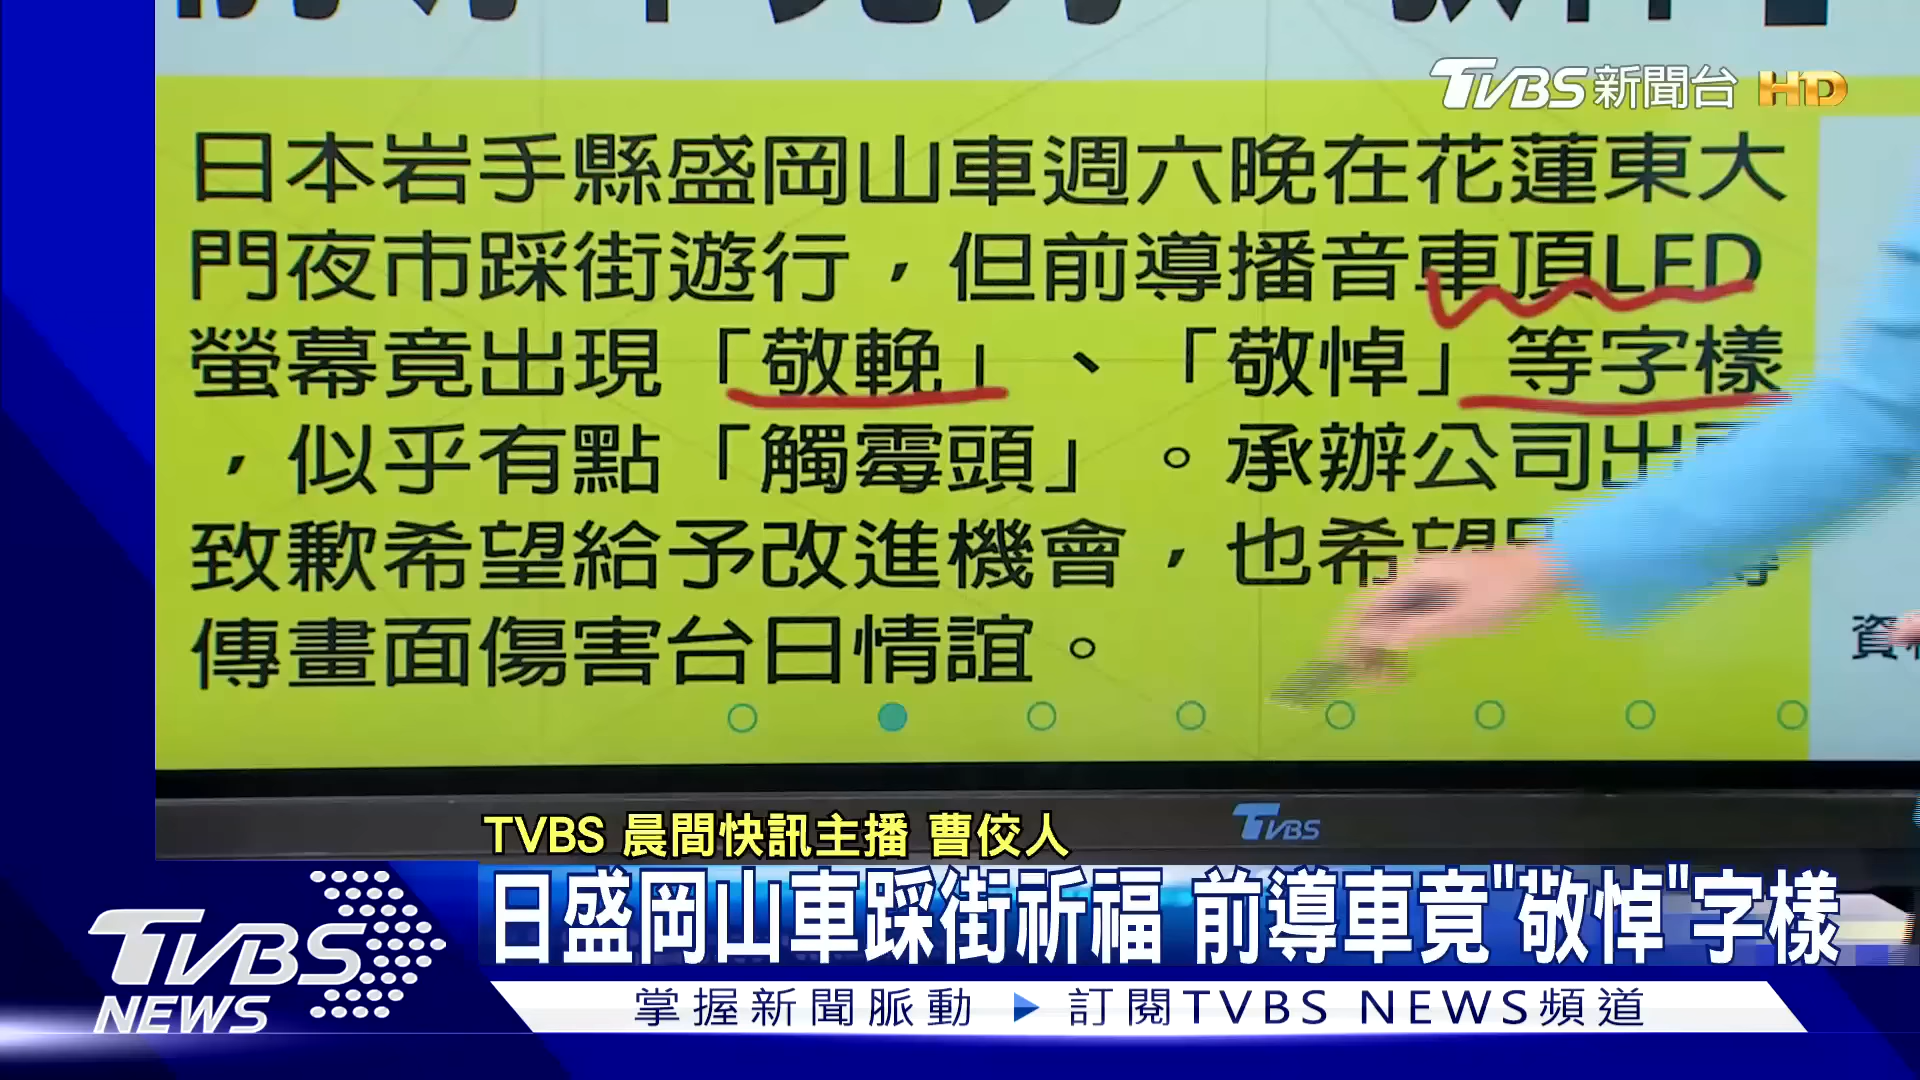 TVBS新聞台 HD
日本岩手縣盛岡山車週六晚在花蓮東大
門夜市踩街遊行，但前導播音車頂LED
螢幕竟出現「敬輓」、「敬悼」等字樣
，似乎有點「觸霉頭」。承辦公司出
致歉希望給予改進機會，也希望
傳畫面傷害台日情誼。
資
TVBS
TVBS 晨間快訊主播 曹佼人
日盛岡山車踩街祈福 前導車竟"敬悼"字樣
TVBS NEWS
掌握新聞脈動 ▶ 訂閱TVBS NEWS頻道